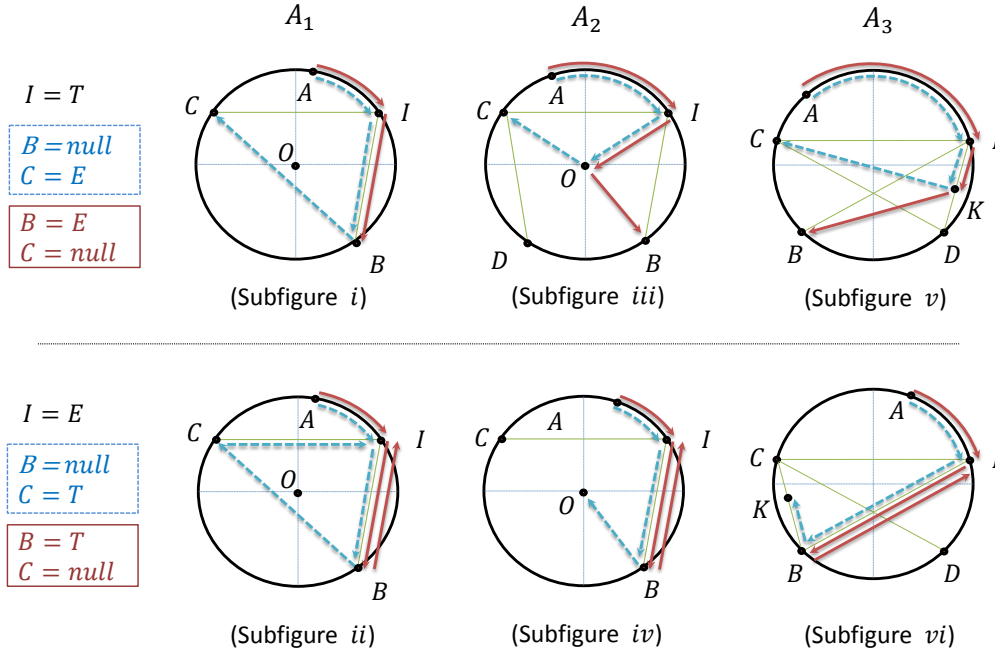 A₁ A₂ A₃
I = T
B = null
C = E
B = E
C = null
A
C I
O
B
(Subfigure i)
A
C I
O
D B
(Subfigure iii)
A
C I
K
B D
(Subfigure v)
I = E
B = null
C = T
B = T
C = null
A
C I
O
B
(Subfigure ii)
A
C I
O
B
(Subfigure iv)
A
C I
K
B D
(Subfigure vi)